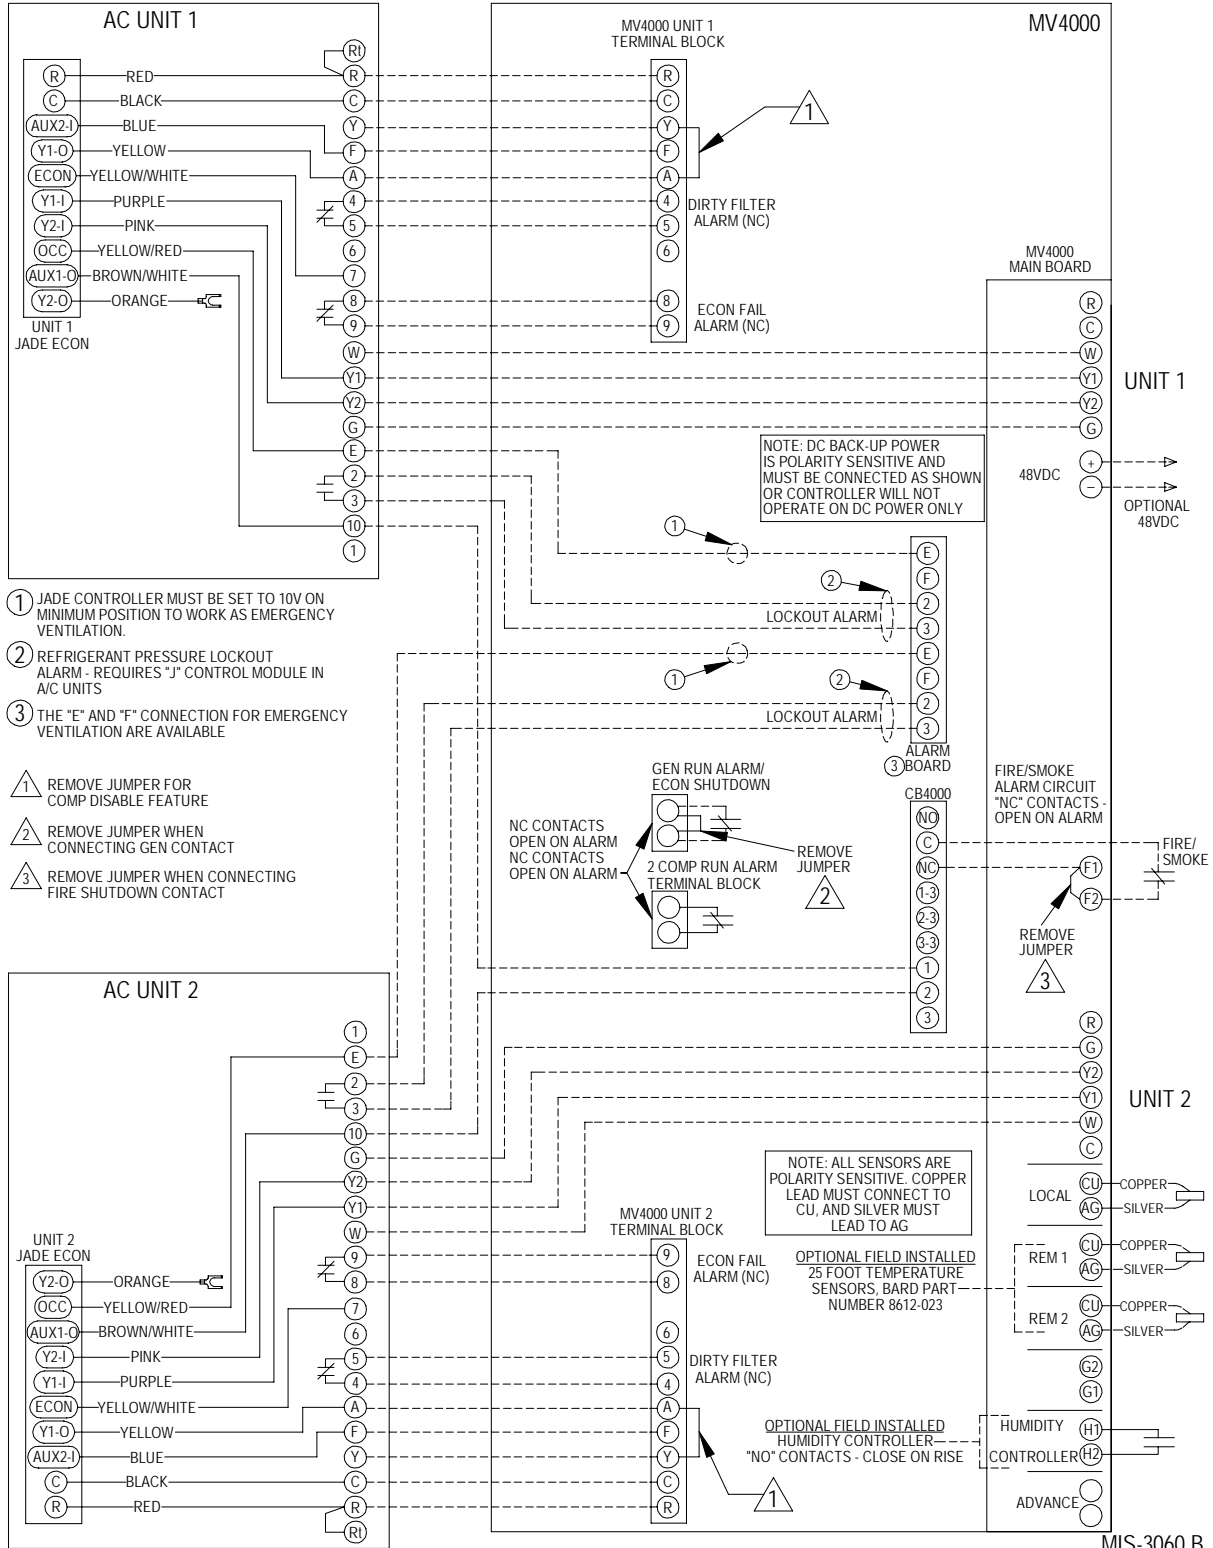 AC UNIT 1
R
RED
C
BLACK
AUX2-I
BLUE
Y1-O
YELLOW
ECON
YELLOW/WHITE
Y1-I
PURPLE
Y2-I
PINK
OCC
YELLOW/RED
AUX1-O
BROWN/WHITE
Y2-O
ORANGE
UNIT 1
JADE ECON
Rt
R
C
Y
F
A
4
5
6
7
8
9
W
Y1
Y2
G
E
2
3
10
1
MV4000
MV4000 UNIT 1
TERMINAL BLOCK
R
C
Y
F
A
4
5
6
8
9
1
DIRTY FILTER
ALARM (NC)
ECON FAIL
ALARM (NC)
MV4000
MAIN BOARD
R
C
W
Y1
Y2
G
UNIT 1
48VDC
+
−
OPTIONAL
48VDC
NOTE: DC BACK-UP POWER
IS POLARITY SENSITIVE AND
MUST BE CONNECTED AS SHOWN
OR CONTROLLER WILL NOT
OPERATE ON DC POWER ONLY
1 JADE CONTROLLER MUST BE SET TO 10V ON
MINIMUM POSITION TO WORK AS EMERGENCY
VENTILATION.
2 REFRIGERANT PRESSURE LOCKOUT
ALARM - REQUIRES "J" CONTROL MODULE IN
A/C UNITS
3 THE "E" AND "F" CONNECTION FOR EMERGENCY
VENTILATION ARE AVAILABLE
1 REMOVE JUMPER FOR
COMP DISABLE FEATURE
2 REMOVE JUMPER WHEN
CONNECTING GEN CONTACT
3 REMOVE JUMPER WHEN CONNECTING
FIRE SHUTDOWN CONTACT
1
2
LOCKOUT ALARM
1
2
LOCKOUT ALARM
E
F
2
3
E
F
2
3
ALARM
3 BOARD
GEN RUN ALARM/
ECON SHUTDOWN
NC CONTACTS
OPEN ON ALARM
NC CONTACTS
OPEN ON ALARM
2 COMP RUN ALARM
TERMINAL BLOCK
REMOVE
JUMPER
2
CB4000
NO
C
NC
1-3
2-3
3-3
1
2
3
FIRE/SMOKE
ALARM CIRCUIT
"NC" CONTACTS -
OPEN ON ALARM
F1
F2
FIRE/
SMOKE
REMOVE
JUMPER
3
AC UNIT 2
1
E
2
3
10
G
Y2
Y1
W
9
8
7
6
5
4
A
F
Y
C
R
Rt
UNIT 2
JADE ECON
Y2-O
ORANGE
OCC
YELLOW/RED
AUX1-O
BROWN/WHITE
Y2-I
PINK
Y1-I
PURPLE
ECON
YELLOW/WHITE
Y1-O
YELLOW
AUX2-I
BLUE
C
BLACK
R
RED
MV4000 UNIT 2
TERMINAL BLOCK
9
8
6
5
4
A
F
Y
C
R
ECON FAIL
ALARM (NC)
DIRTY FILTER
ALARM (NC)
1
NOTE: ALL SENSORS ARE
POLARITY SENSITIVE. COPPER
LEAD MUST CONNECT TO
CU, AND SILVER MUST
LEAD TO AG
OPTIONAL FIELD INSTALLED
25 FOOT TEMPERATURE
SENSORS, BARD PART
NUMBER 8612-023
OPTIONAL FIELD INSTALLED
HUMIDITY CONTROLLER
"NO" CONTACTS - CLOSE ON RISE
R
G
Y2
Y1
W
C
UNIT 2
LOCAL
CU
COPPER
AG
SILVER
REM 1
CU
COPPER
AG
SILVER
REM 2
CU
COPPER
AG
SILVER
G2
G1
HUMIDITY
H1
CONTROLLER
H2
ADVANCE
MIS-3060 B